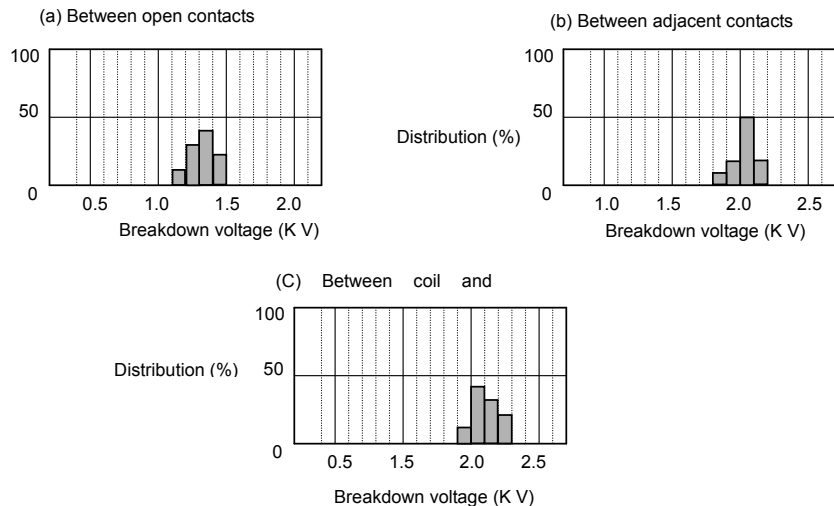 (a) Between open contacts
100
50
0
0.5 1.0 1.5 2.0
Breakdown voltage (K V)
(b) Between adjacent contacts
Distribution (%)
100
50
0
1.0 1.5 2.0 2.5
Breakdown voltage (K V)
(C) Between coil and
Distribution (%)
100
50
0
0.5 1.5 2.0 2.5
Breakdown voltage (K V)